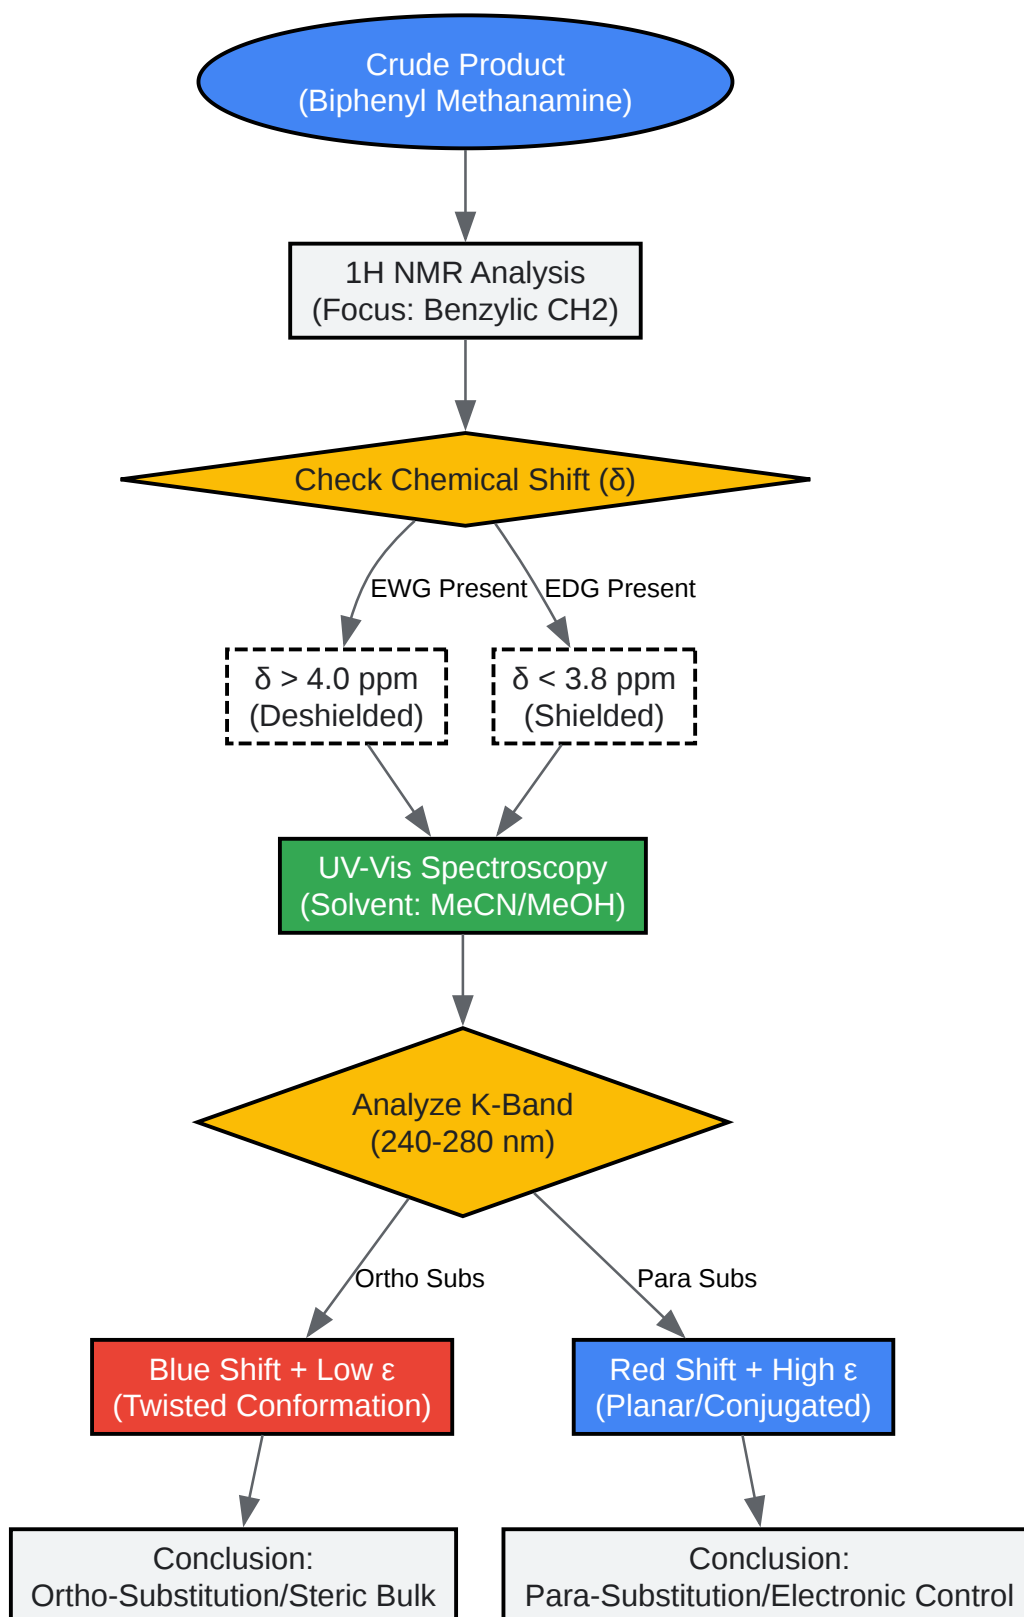 Crude Product
(Biphenyl Methanamine)
1H NMR Analysis
(Focus: Benzylic CH2)
Check Chemical Shift (δ)
EWG Present
EDG Present
δ > 4.0 ppm
(Deshielded)
δ < 3.8 ppm
(Shielded)
UV-Vis Spectroscopy
(Solvent: MeCN/MeOH)
Analyze K-Band
(240-280 nm)
Ortho Subs
Para Subs
Blue Shift + Low ε
(Twisted Conformation)
Red Shift + High ε
(Planar/Conjugated)
Conclusion:
Ortho-Substitution/Steric Bulk
Conclusion:
Para-Substitution/Electronic Control